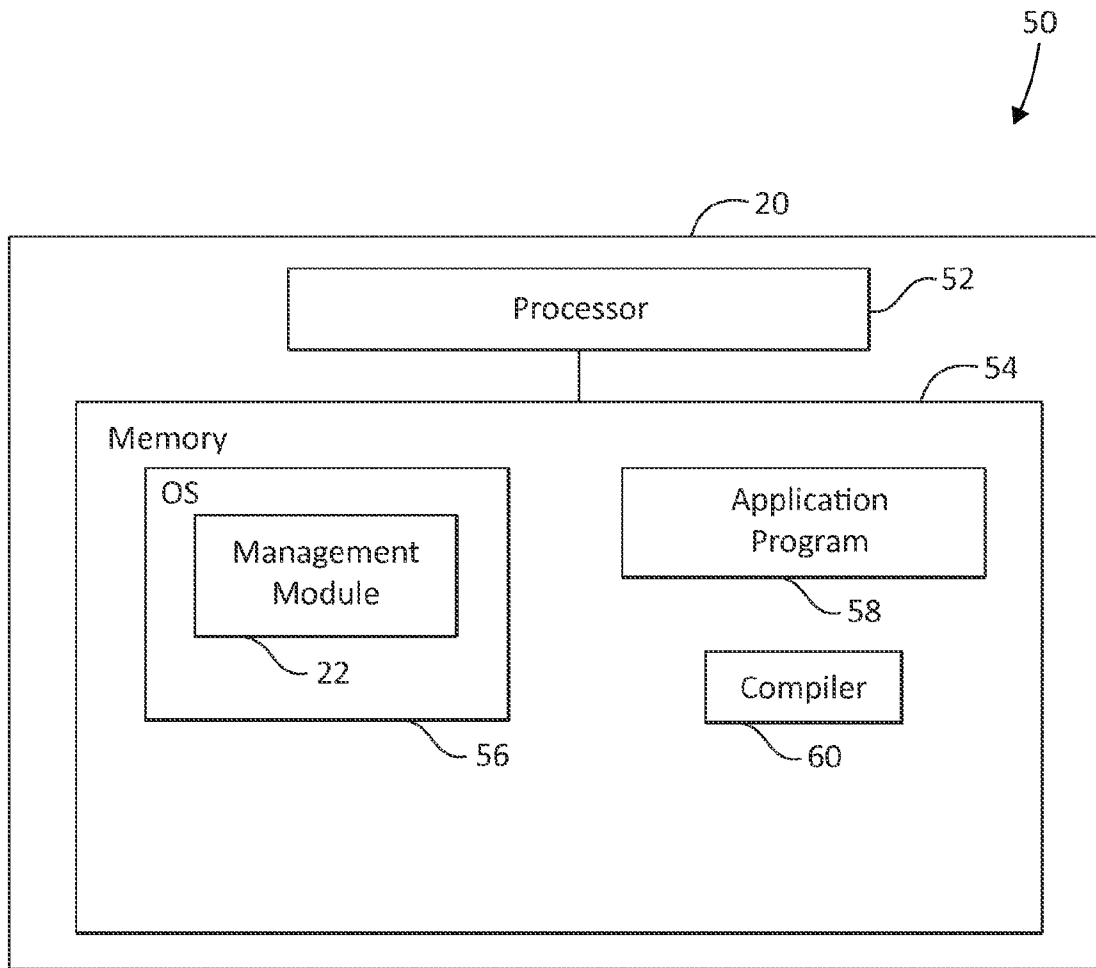 50
20
Processor
52
54
Memory
OS
Management
Module
22
56
Application
Program
58
Compiler
60